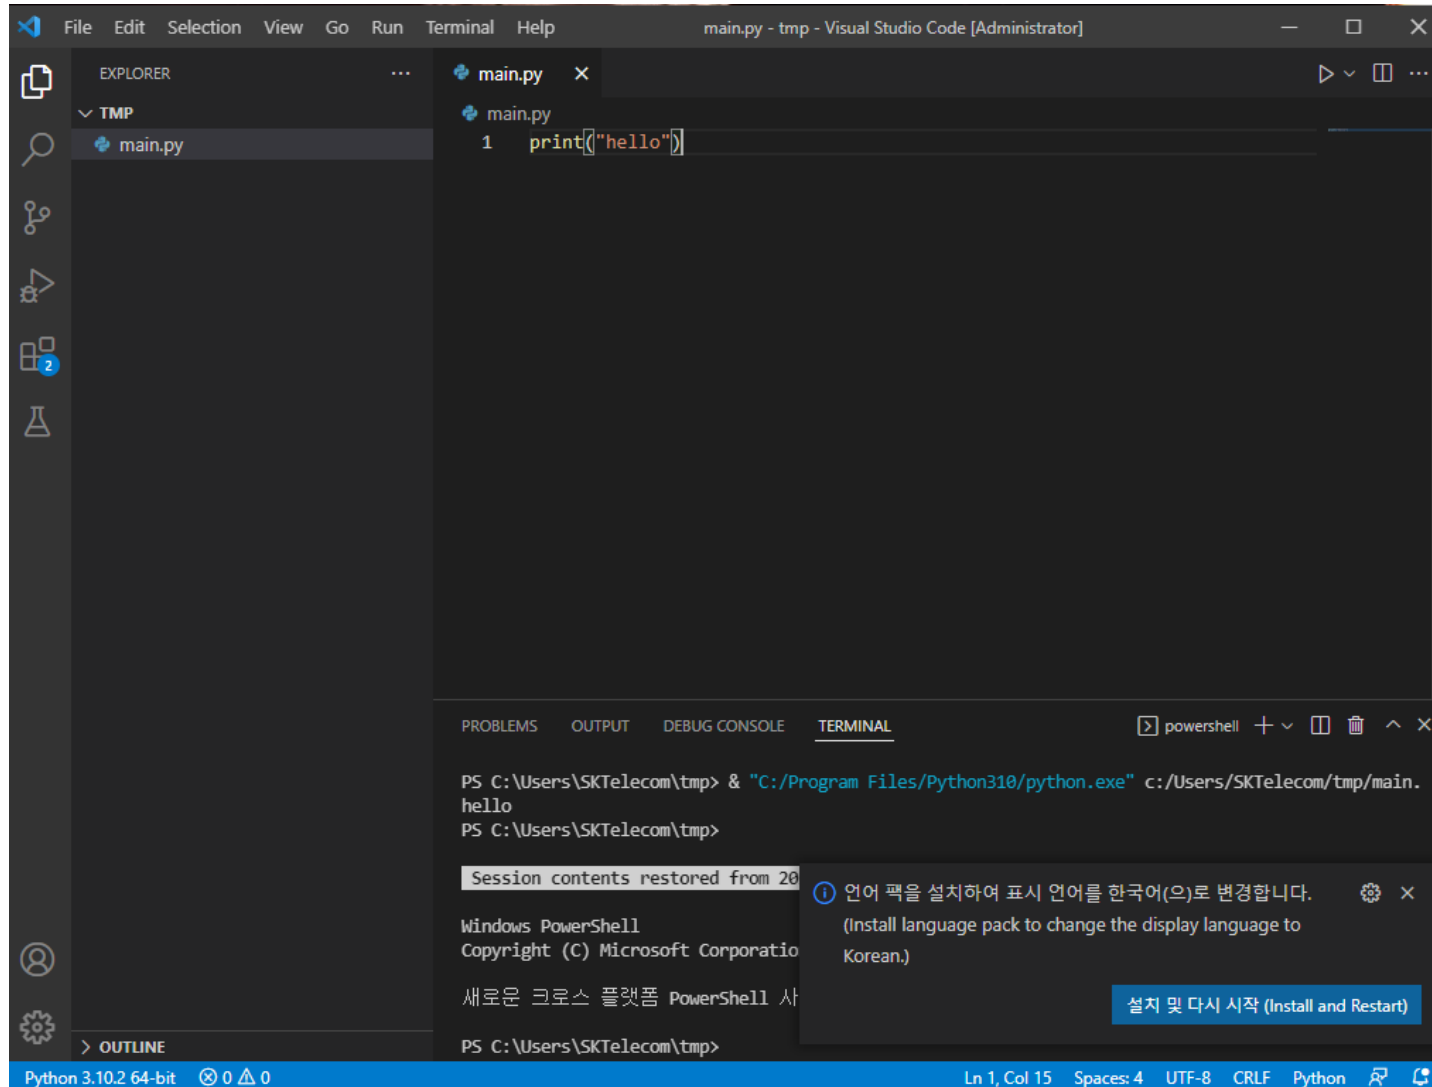 File Edit Selection View Go Run Terminal Help main.py - tmp - Visual Studio Code [Administrator]
EXPLORER
TMP
main.py
2
main.py
main.py
1 print("hello")
PROBLEMS OUTPUT DEBUG CONSOLE TERMINAL powershell
PS C:\Users\SKTelecom\tmp> & "C:/Program Files/Python310/python.exe" c:/Users/SKTelecom/tmp/main.
hello
PS C:\Users\SKTelecom\tmp>
Session contents restored from 20
Windows PowerShell
Copyright (C) Microsoft Corporatio
새로운 크로스 플랫폼 PowerShell 사
PS C:\Users\SKTelecom\tmp>
언어 팩을 설치하여 표시 언어를 한국어(으)로 변경합니다.
(Install language pack to change the display language to
Korean.)
설치 및 다시 시작 (Install and Restart)
OUTLINE
Python 3.10.2 64-bit 0 0 Ln 1, Col 15 Spaces: 4 UTF-8 CRLF Python